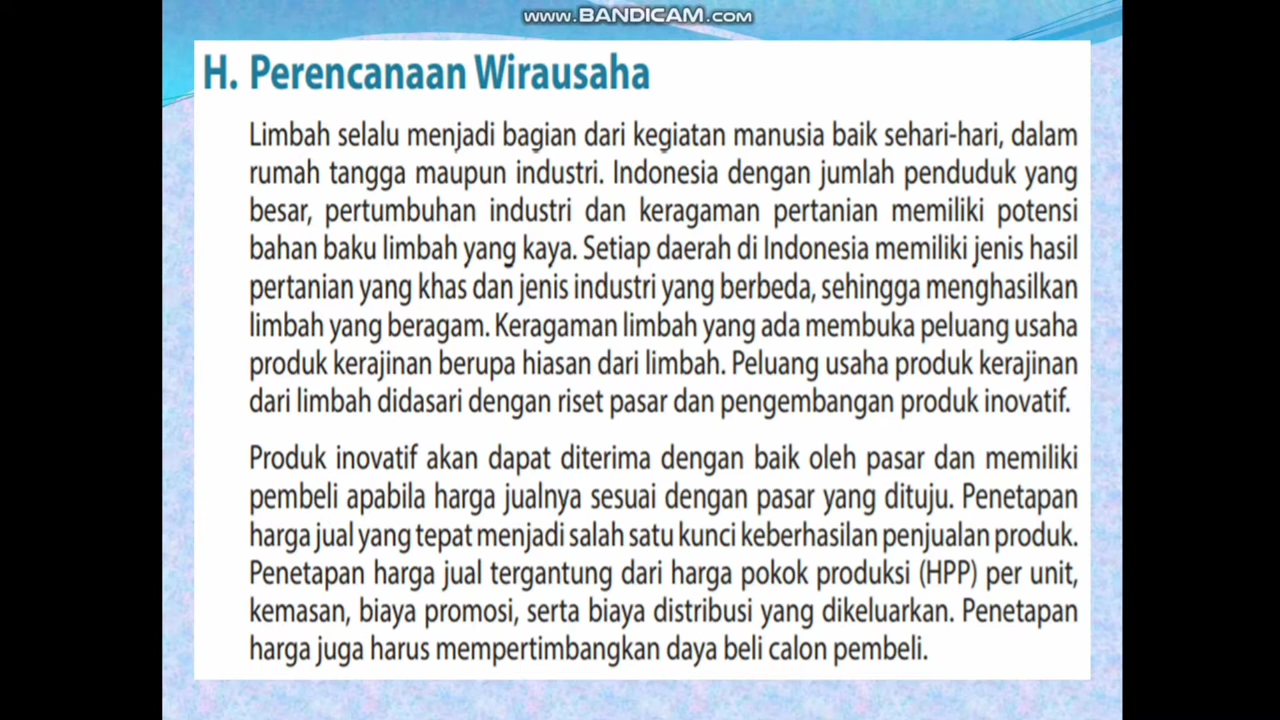 www.BANDICAM.com
H. Perencanaan Wirausaha
Limbah selalu menjadi bagian dari kegiatan manusia baik sehari-hari, dalam
rumah tangga maupun industri. Indonesia dengan jumlah penduduk yang
besar, pertumbuhan industri dan keragaman pertanian memiliki potensi
bahan baku limbah yang kaya. Setiap daerah di Indonesia memiliki jenis hasil
pertanian yang khas dan jenis industri yang berbeda, sehingga menghasilkan
limbah yang beragam. Keragaman limbah yang ada membuka peluang usaha
produk kerajinan berupa hiasan dari limbah. Peluang usaha produk kerajinan
dari limbah didasari dengan riset pasar dan pengembangan produk inovatif.
Produk inovatif akan dapat diterima dengan baik oleh pasar dan memiliki
pembeli apabila harga jualnya sesuai dengan pasar yang dituju. Penetapan
harga jual yang tepat menjadi salah satu kunci keberhasilan penjualan produk.
Penetapan harga jual tergantung dari harga pokok produksi (HPP) per unit,
kemasan, biaya promosi, serta biaya distribusi yang dikeluarkan. Penetapan
harga juga harus mempertimbangkan daya beli calon pembeli.